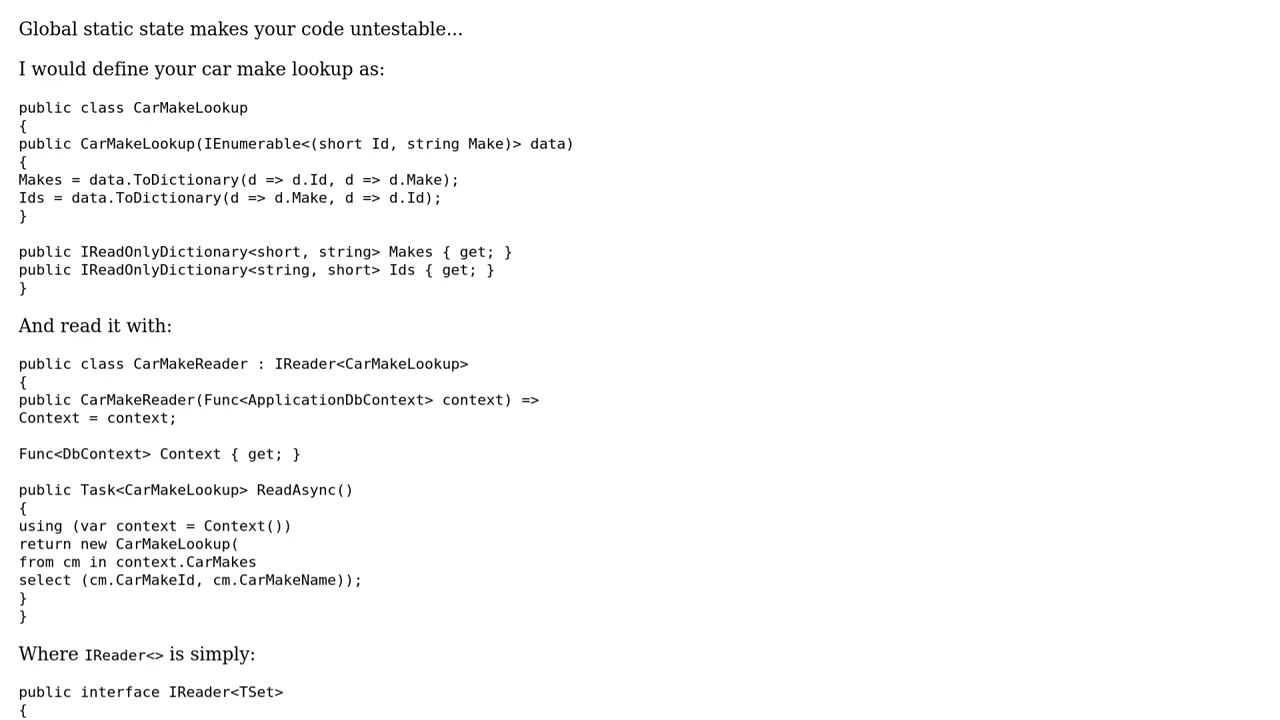 Global static state makes your code untestable...
I would define your car make lookup as:
public class CarMakeLookup
{
public CarMakeLookup(IEnumerable<(short Id, string Make)> data)
{
Makes = data.ToDictionary(d => d.Id, d => d.Make);
Ids = data.ToDictionary(d => d.Make, d => d.Id);
}
public IReadOnlyDictionary<short, string> Makes { get; }
public IReadOnlyDictionary<string, short> Ids { get; }
}
And read it with:
public class CarMakeReader : IReader<CarMakeLookup>
{
public CarMakeReader(Func<ApplicationDbContext> context) =>
Context = context;
Func<DbContext> Context { get; }
public Task<CarMakeLookup> ReadAsync()
{
using (var context = Context())
return new CarMakeLookup(
from cm in context.CarMakes
select (cm.CarMakeId, cm.CarMakeName));
}
}
Where IReader<> is simply:
public interface IReader<TSet>
{